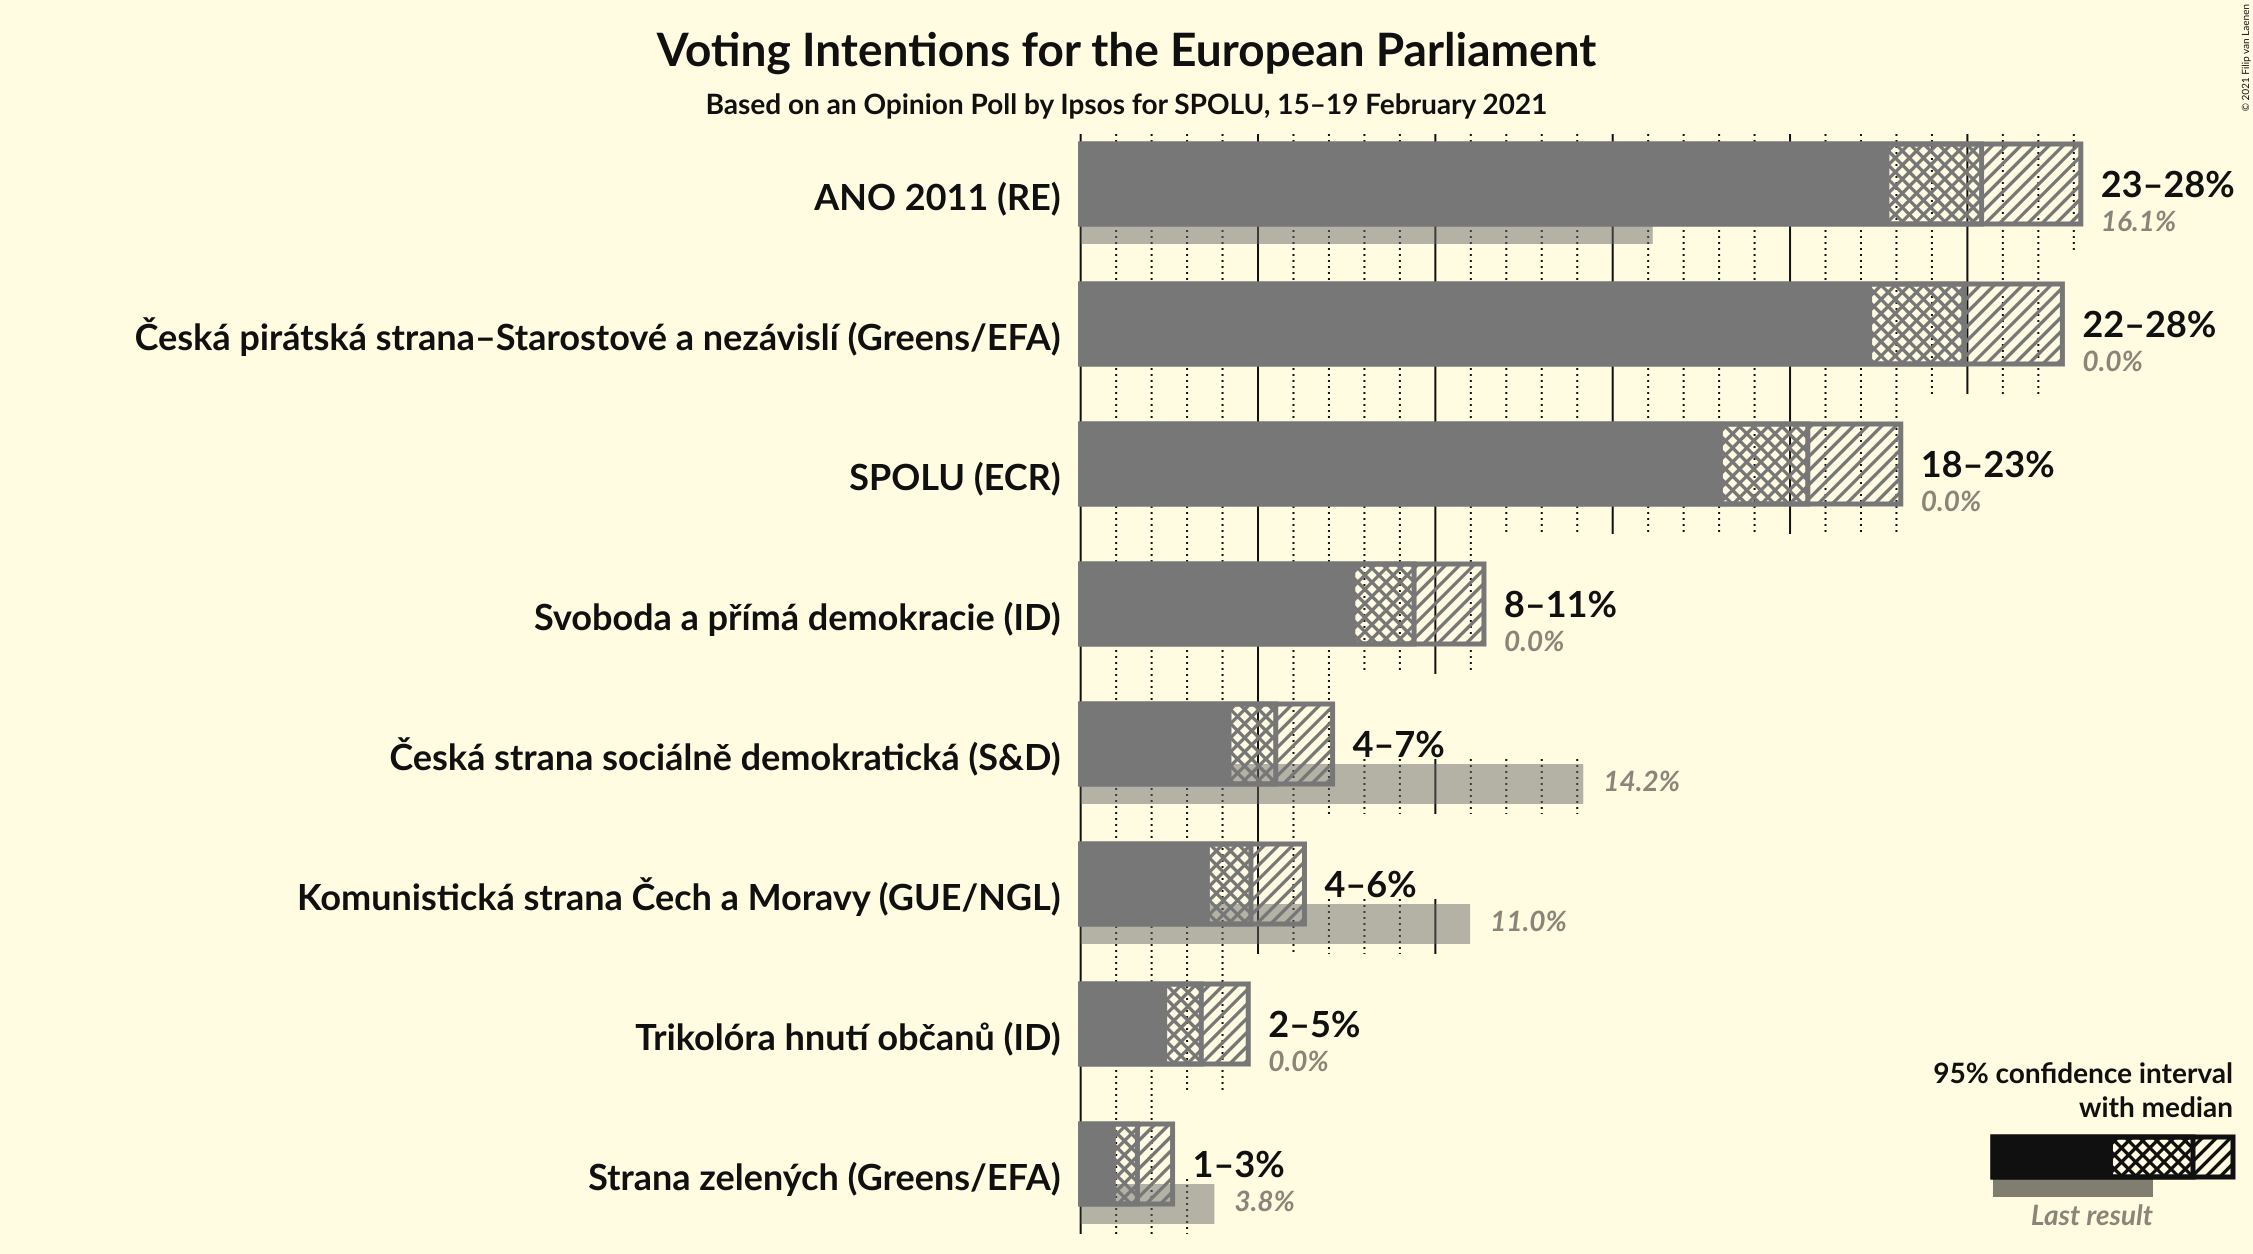 Voting Intentions for the European Parliament
Based on an Opinion Poll by Ipsos for SPOLU, 15–19 February 2021
© 2021 Filip van Laenen
ANO 2011 (RE)
23–28%
16.1%
Česká pirátská strana–Starostové a nezávislí (Greens/EFA)
22–28%
0.0%
SPOLU (ECR)
18–23%
0.0%
Svoboda a přímá demokracie (ID)
8–11%
0.0%
Česká strana sociálně demokratická (S&D)
4–7%
14.2%
Komunistická strana Čech a Moravy (GUE/NGL)
4–6%
11.0%
Trikolóra hnutí občanů (ID)
2–5%
0.0%
Strana zelených (Greens/EFA)
1–3%
3.8%
95% confidence interval
with median
Last result